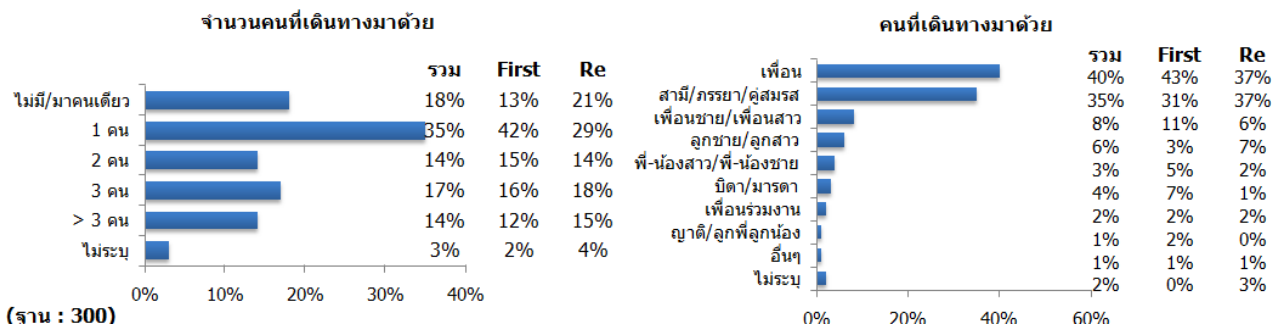 จำนวนคนที่เดินทางมาด้วย
รวม First Re
ไม่มี/มาคนเดียว 18% 13% 21%
1 คน 35% 42% 29%
2 คน 14% 15% 14%
3 คน 17% 16% 18%
> 3 คน 14% 12% 15%
ไม่ระบุ 3% 2% 4%
0% 10% 20% 30% 40%
(ฐาน : 300)
คนที่เดินทางมาด้วย
รวม First Re
เพื่อน 40% 43% 37%
สามี/ภรรยา/คู่สมรส 35% 31% 37%
เพื่อนชาย/เพื่อนสาว 8% 11% 6%
ลูกชาย/ลูกสาว 6% 3% 7%
พี่-น้องสาว/พี่-น้องชาย 3% 5% 2%
บิดา/มารดา 4% 7% 1%
เพื่อนร่วมงาน 2% 2% 2%
ญาติ/ลูกพี่ลูกน้อง 1% 2% 0%
อื่นๆ 1% 1% 1%
ไม่ระบุ 2% 0% 3%
0% 20% 40% 60%